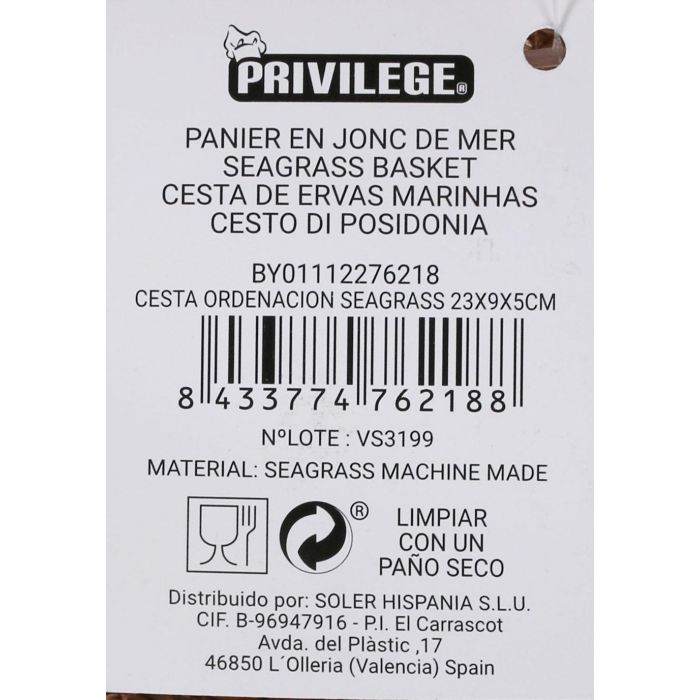 PRIVILEGE®
PANIER EN JONC DE MER
SEAGRASS BASKET
CESTA DE ERVAS MARINHAS
CESTO DI POSIDONIA
BY01112276218
CESTA ORDENACION SEAGRASS 23X9X5CM
8 433774 762188
NºLOTE : VS3199
MATERIAL: SEAGRASS MACHINE MADE
®
LIMPIAR
CON UN
PAÑO SECO
Distribuido por: SOLER HISPANIA S.L.U.
CIF. B-96947916 - P.I. El Carrascot
Avda. del Plàstic ,17
46850 L´Olleria (Valencia) Spain